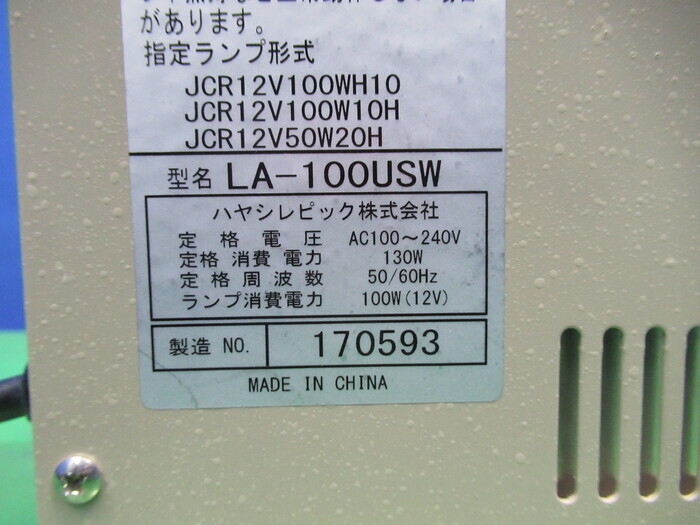 があります。
指定ランプ形式
JCR12V100WH10
JCR12V100W10H
JCR12V50W20H
型名 LA-100USW
ハヤシレピック株式会社
定格電圧 AC100～240V
定格消費電力 130W
定格周波数 50/60Hz
ランプ消費電力 100W(12V)
製造 NO. 170593
MADE IN CHINA